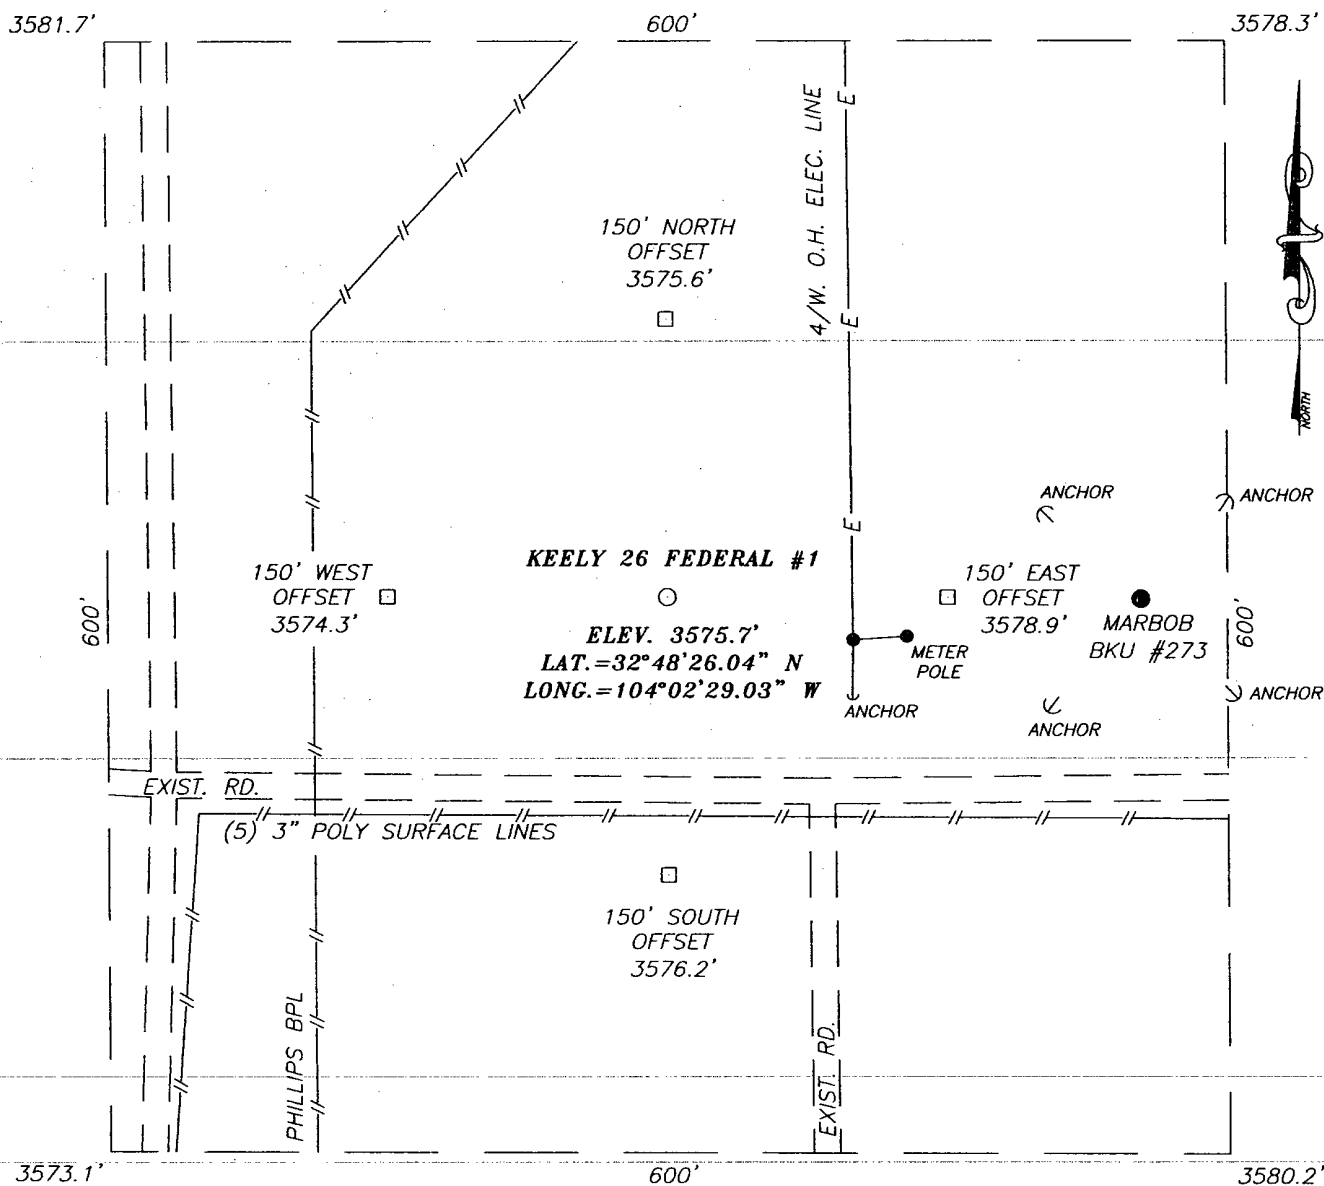 3581.7'
600'
3578.3'
4/W. O.H. ELEC. LINE
E
E
E
150' NORTH
OFFSET
3575.6'
NORTH
ANCHOR
ANCHOR
KEELY 26 FEDERAL #1
150' WEST
OFFSET
3574.3'
150' EAST
OFFSET
3578.9'
600'
600'
ELEV. 3575.7'
LAT.=32°48'26.04" N
LONG.=104°02'29.03" W
MARBOB
BKU #273
METER
POLE
ANCHOR
ANCHOR
ANCHOR
EXIST. RD.
(5) 3" POLY SURFACE LINES
150' SOUTH
OFFSET
3576.2'
PHILLIPS BPL
EXIST. RD.
3573.1'
600'
3580.2'